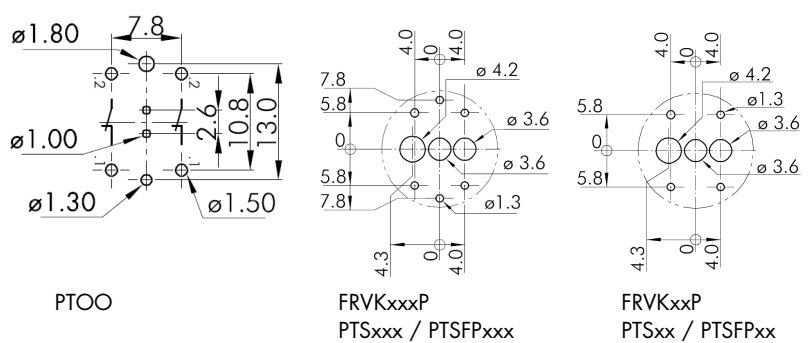 7.8
ø1.80
.2
.2
2.6
10.8
13.0
ø1.00
.1
.1
ø1.30
ø1.50
PTOO
4.0
0
4.0
ø 4.2
7.8
5.8
0
5.8
7.8
ø 3.6
ø 3.6
ø1.3
4.3
0
4.0
FRVKxxxP
PTSxxx / PTSFPxxx
4.0
0
4.0
ø 4.2
ø1.3
5.8
0
5.8
ø 3.6
ø 3.6
4.3
0
4.0
FRVKxxP
PTSxx / PTSFPxx